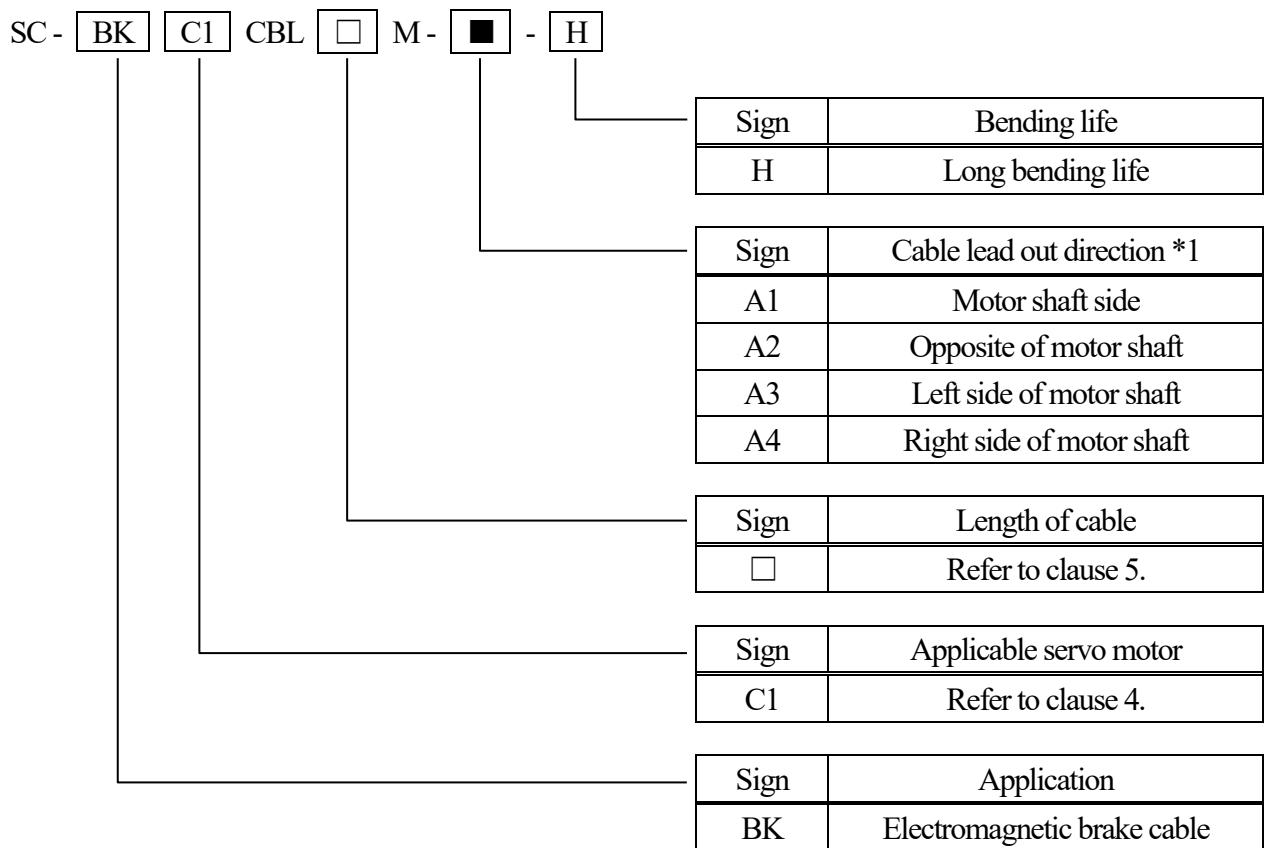 SC - BK C1 CBL □ M - ■ - H
Sign Bending life
H Long bending life
Sign Cable lead out direction *1
A1 Motor shaft side
A2 Opposite of motor shaft
A3 Left side of motor shaft
A4 Right side of motor shaft
Sign Length of cable
□ Refer to clause 5.
Sign Applicable servo motor
C1 Refer to clause 4.
Sign Application
BK Electromagnetic brake cable